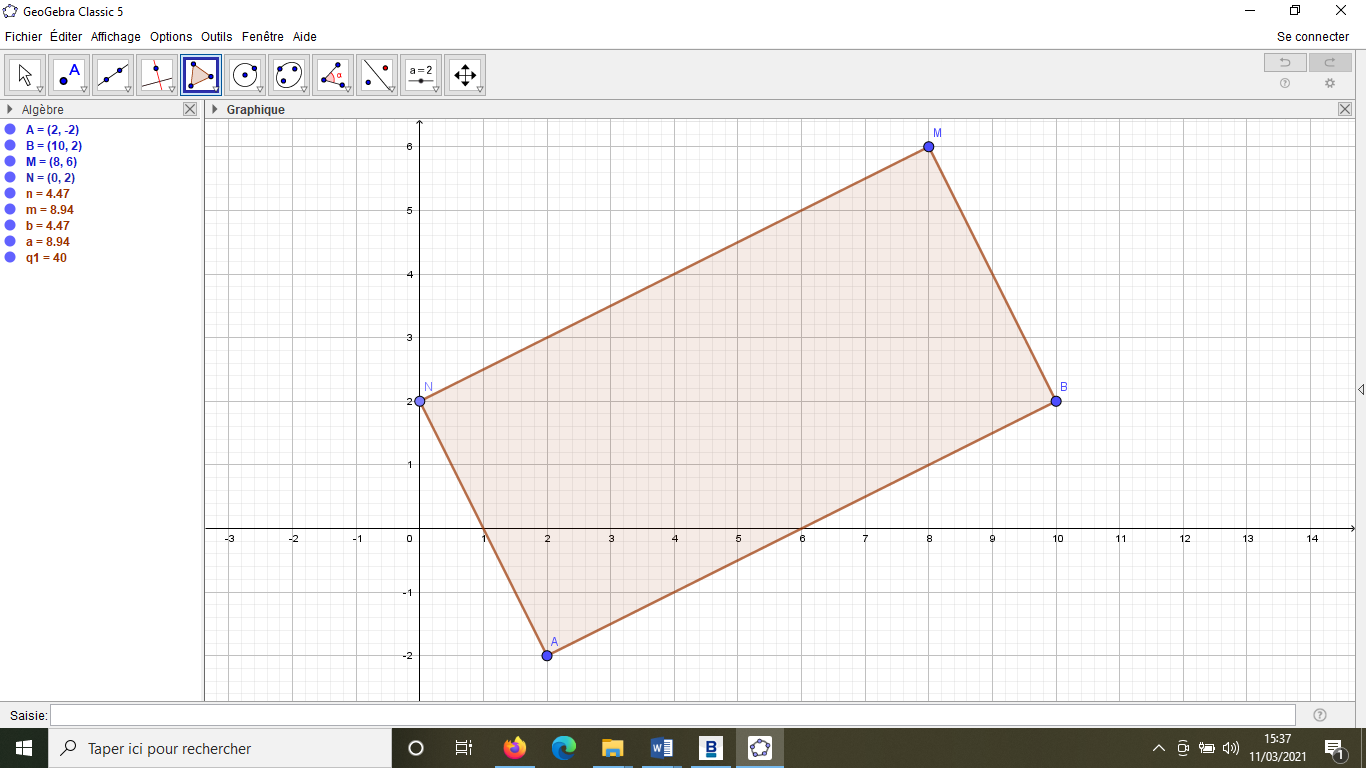 GeoGebra Classic 5
Fichier Éditer Affichage Options Outils Fenêtre Aide
Se connecter
A
α
a=2
Algèbre
Graphique
A = (2, -2)
B = (10, 2)
M = (8, 6)
N = (0, 2)
n = 4.47
m = 8.94
b = 4.47
a = 8.94
q1 = 40
M
6
5
4
3
N
B
2
1
-3 -2 -1 0 1 2 3 4 5 6 7 8 9 10 11 12 13 14
-1
A
-2
Saisie:
Taper ici pour rechercher
W
B
15:37
11/03/2021
1